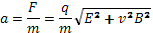 a = F/m = q/m √(E² + v²B²)